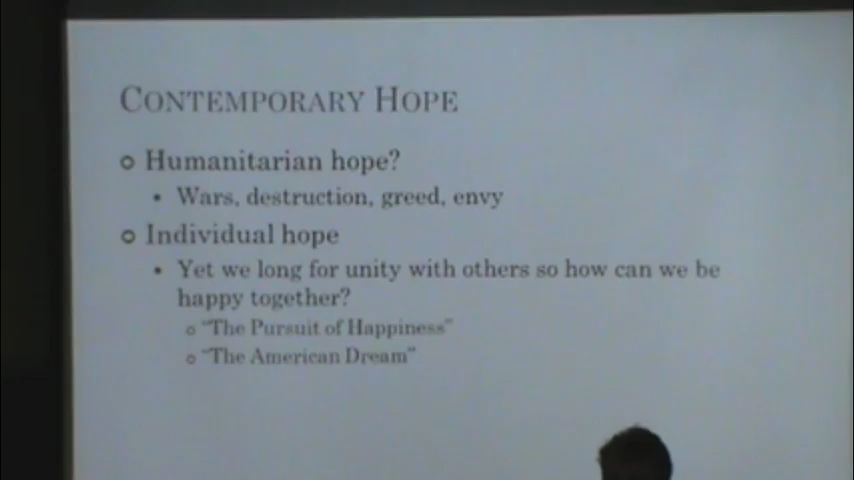 CONTEMPORARY HOPE
Humanitarian hope?
Wars, destruction, greed, envy
Individual hope
Yet we long for unity with others so how can we be
happy together?
"The Pursuit of Happiness"
"The American Dream"